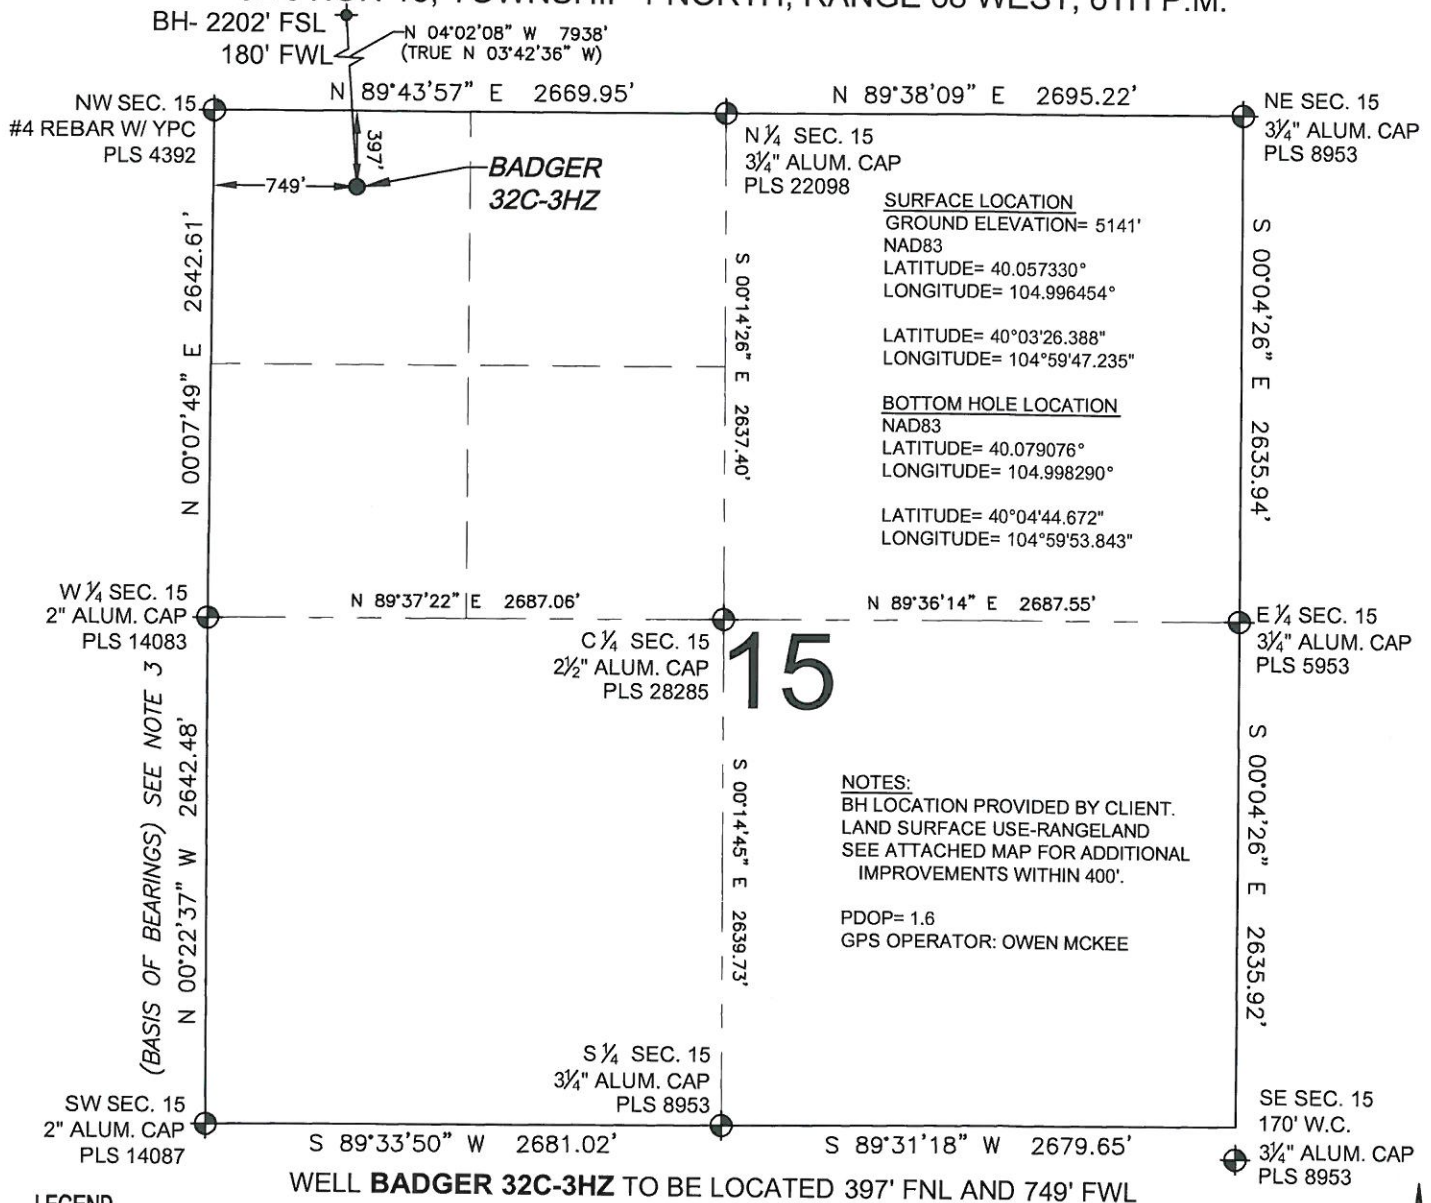 BH- 2202' FSL
180' FWL
N 04°02'08" W 7938'
(TRUE N 03°42'36" W)
N 89°43'57" E 2669.95'
N 89°38'09" E 2695.22'
NW SEC. 15
#4 REBAR W/ YPC
PLS 4392
NE SEC. 15
3¼" ALUM. CAP
PLS 8953
N ¼ SEC. 15
3¼" ALUM. CAP
PLS 22098
397'
749'
BADGER
32C-3HZ
SURFACE LOCATION
GROUND ELEVATION= 5141'
NAD83
LATITUDE= 40.057330°
LONGITUDE= 104.996454°
LATITUDE= 40°03'26.388"
LONGITUDE= 104°59'47.235"
BOTTOM HOLE LOCATION
NAD83
LATITUDE= 40.079076°
LONGITUDE= 104.998290°
LATITUDE= 40°04'44.672"
LONGITUDE= 104°59'53.843"
N 00°07'49" E 2642.61'
S 00°14'26" E 2637.40'
S 00°04'26" E 2635.94'
W ¼ SEC. 15
2" ALUM. CAP
PLS 14083
N 89°37'22" E 2687.06'
N 89°36'14" E 2687.55'
C ¼ SEC. 15
2½" ALUM. CAP
PLS 28285
15
E ¼ SEC. 15
3¼" ALUM. CAP
PLS 5953
(BASIS OF BEARINGS) SEE NOTE 3
N 00°22'37" W 2642.48'
S 00°14'45" E 2639.73'
S 00°04'26" E 2635.92'
NOTES:
BH LOCATION PROVIDED BY CLIENT.
LAND SURFACE USE-RANGELAND
SEE ATTACHED MAP FOR ADDITIONAL
IMPROVEMENTS WITHIN 400'.
PDOP= 1.6
GPS OPERATOR: OWEN MCKEE
S ¼ SEC. 15
3¼" ALUM. CAP
PLS 8953
SW SEC. 15
2" ALUM. CAP
PLS 14087
SE SEC. 15
170' W.C.
3¼" ALUM. CAP
PLS 8953
S 89°33'50" W 2681.02'
S 89°31'18" W 2679.65'
WELL BADGER 32C-3HZ TO BE LOCATED 397' FNL AND 749' FWL